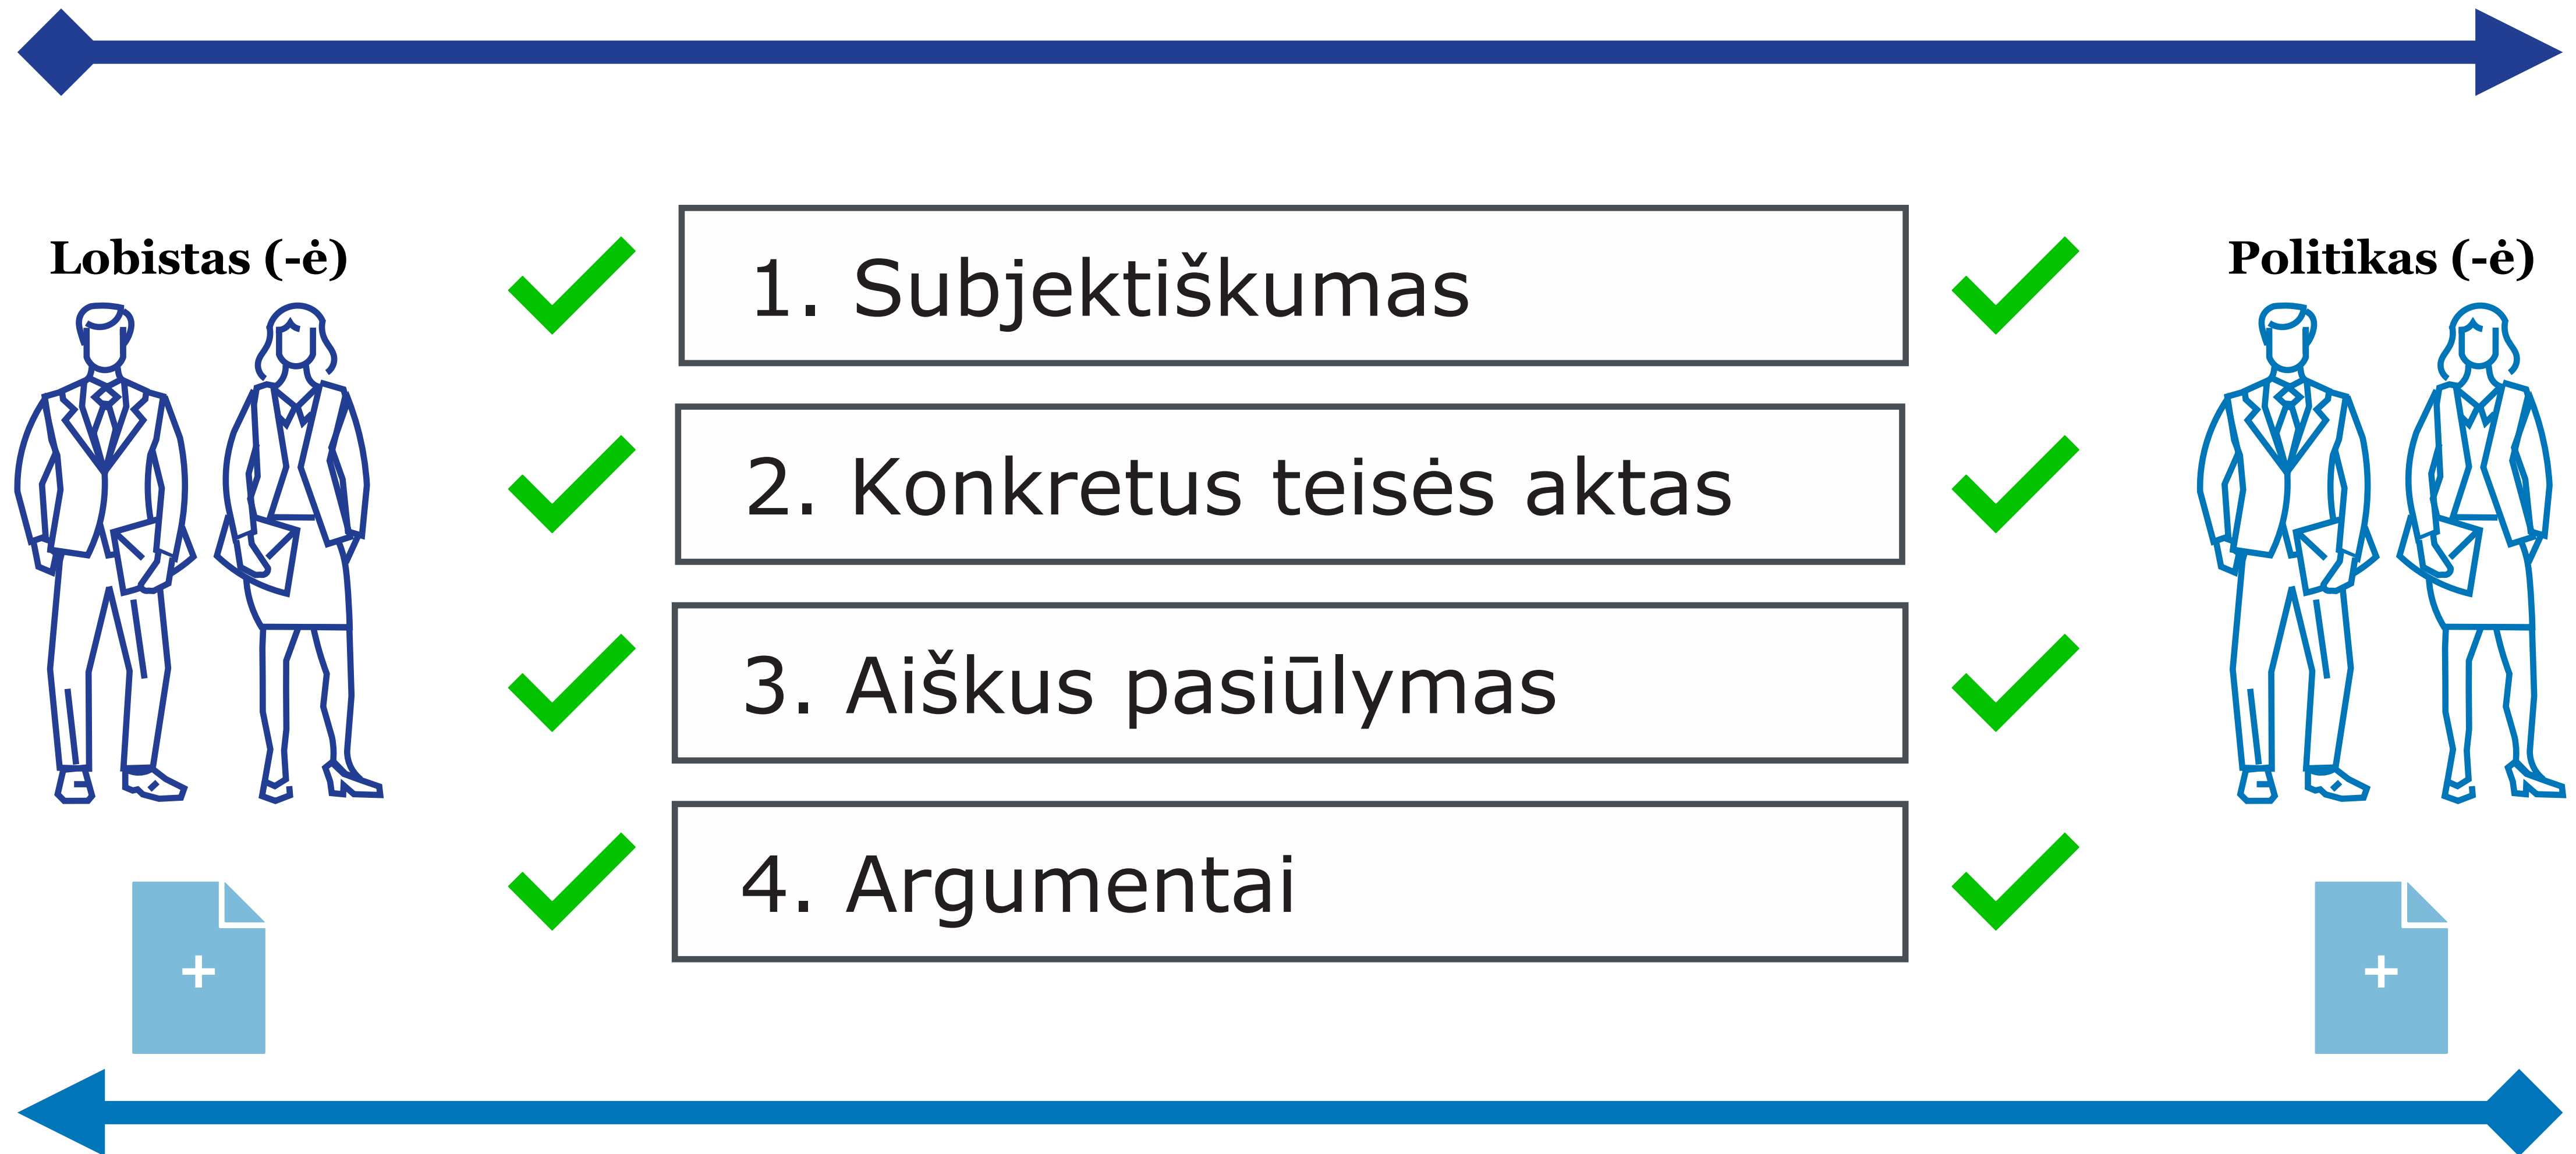 Lobistas (-ė)
Politikas (-ė)
1. Subjektiškumas
2. Konkretus teisės aktas
3. Aiškus pasiūlymas
4. Argumentai
+
+